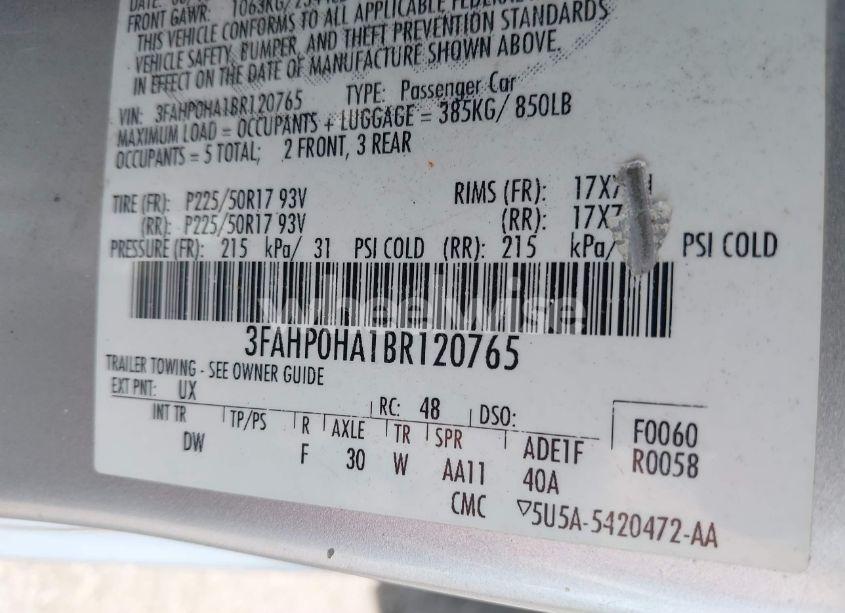 FRONT GAWR: 1063KG/
THIS VEHICLE CONFORMS TO ALL APPLICABLE FEDERAL
VEHICLE SAFETY, BUMPER, AND THEFT PREVENTION STANDARDS
IN EFFECT ON THE DATE OF MANUFACTURE SHOWN ABOVE.
VIN: 3FAHP0HA1BR120765 TYPE: Passenger Car
MAXIMUM LOAD = OCCUPANTS + LUGGAGE = 385KG/ 850LB
OCCUPANTS = 5 TOTAL; 2 FRONT, 3 REAR
TIRE (FR): P225/50R17 93V RIMS (FR): 17X
(RR): P225/50R17 93V (RR): 17X
PRESSURE (FR): 215 kPa/ 31 PSI COLD (RR): 215 kPa/ PSI COLD
wheelwise
3FAHP0HA1BR120765
TRAILER TOWING - SEE OWNER GUIDE
EXT PNT: UX RC: 48 DSO: F0060
INT TR TP/PS R AXLE TR SPR ADE1F R0058
DW F 30 W AA11 40A
CMC ▽5U5A-5420472-AA